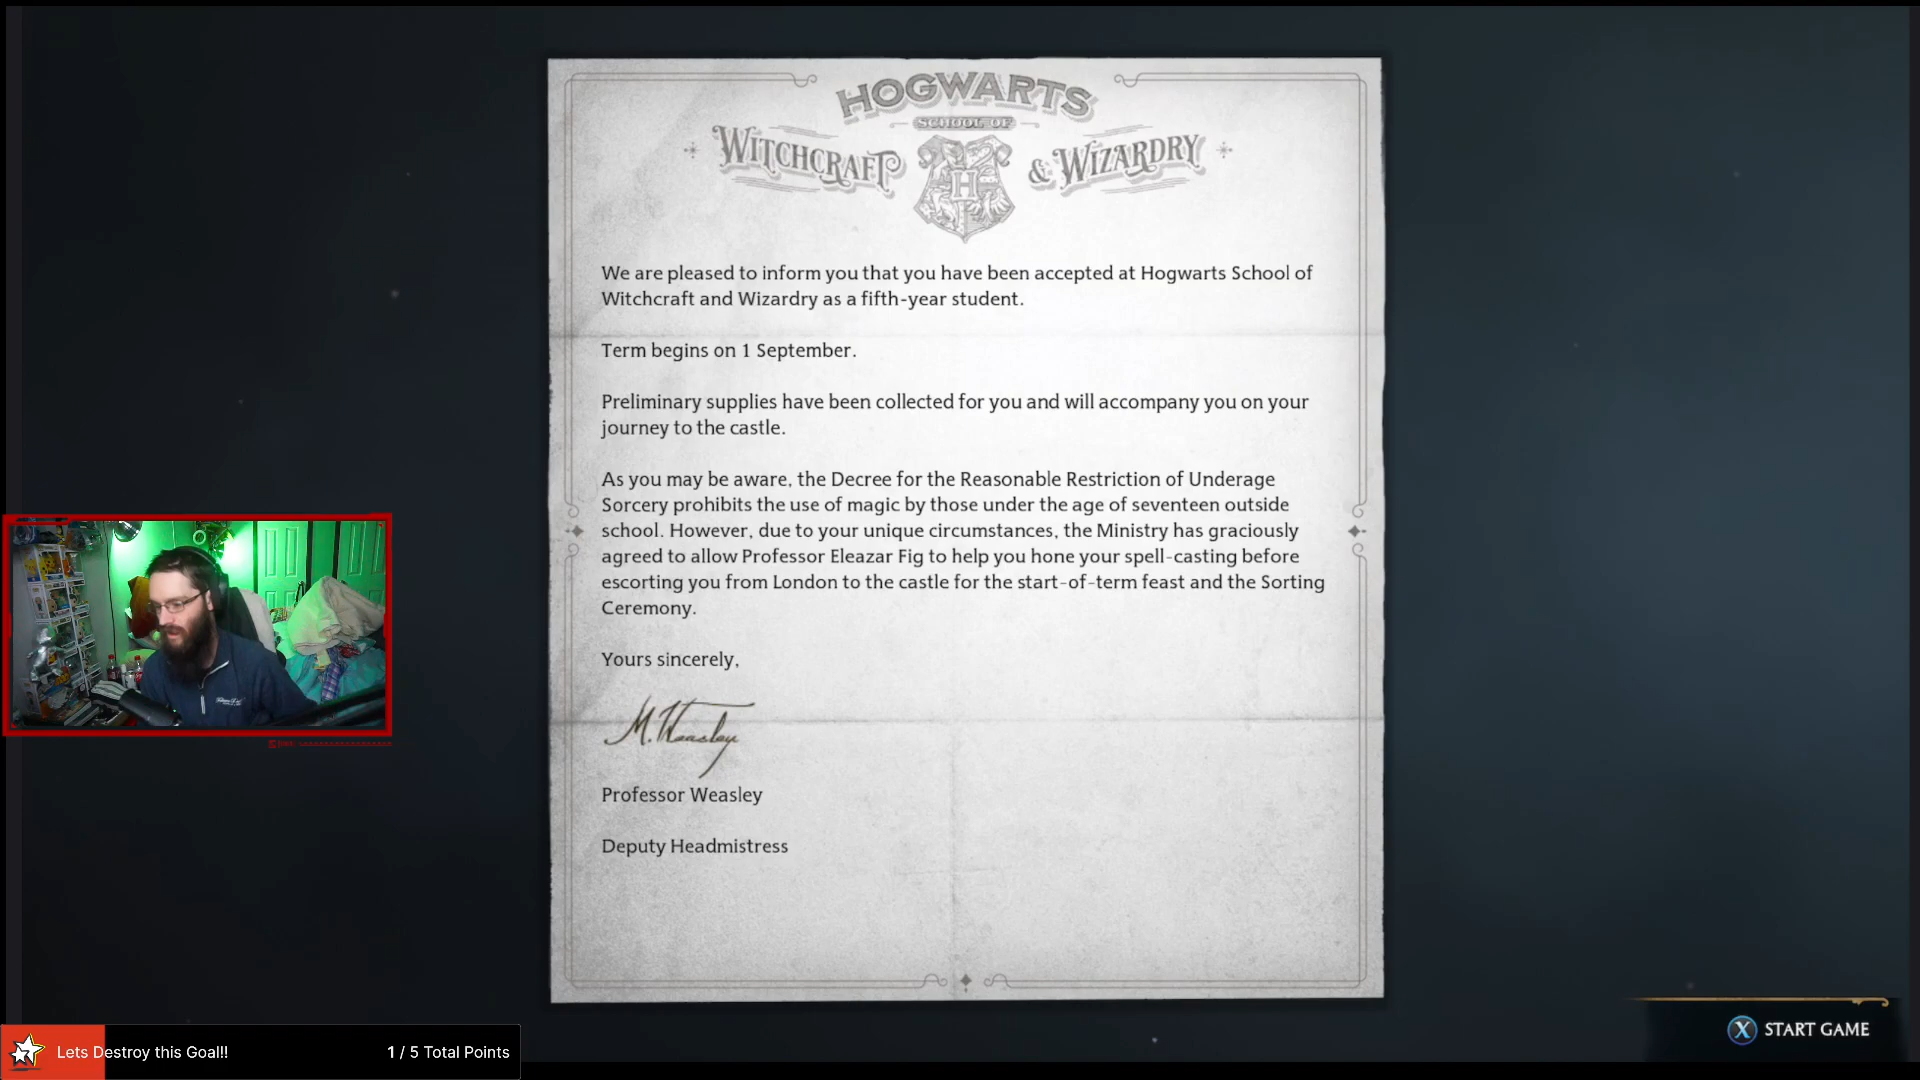 HOGWARTS
SCHOOL OF
WITCHCRAFT & WIZARDRY
H
We are pleased to inform you that you have been accepted at Hogwarts School of
Witchcraft and Wizardry as a fifth-year student.
Term begins on 1 September.
Preliminary supplies have been collected for you and will accompany you on your
journey to the castle.
As you may be aware, the Decree for the Reasonable Restriction of Underage
Sorcery prohibits the use of magic by those under the age of seventeen outside
school. However, due to your unique circumstances, the Ministry has graciously
agreed to allow Professor Eleazar Fig to help you hone your spell-casting before
escorting you from London to the castle for the start-of-term feast and the Sorting
Ceremony.
Yours sincerely,
M. Weasley
Professor Weasley
Deputy Headmistress
Lets Destroy this Goal!! 1 / 5 Total Points
X START GAME